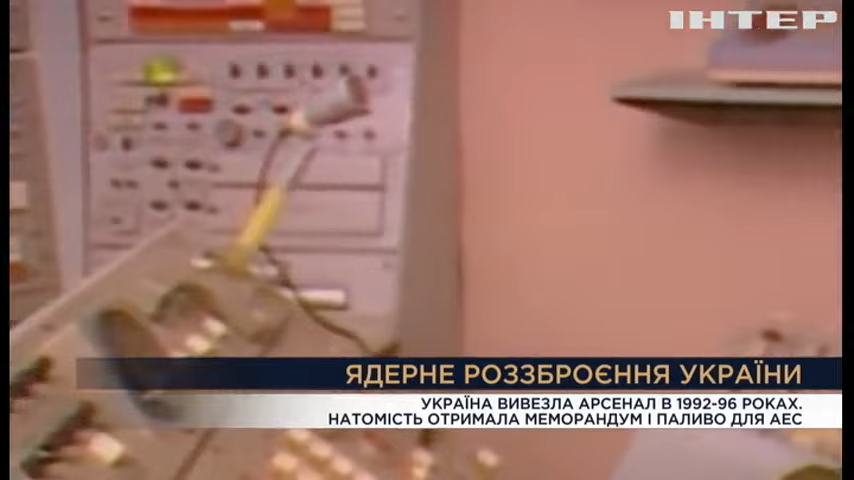 ІНТЕР
ЯДЕРНЕ РОЗЗБРОЄННЯ УКРАЇНИ
УКРАЇНА ВИВЕЗЛА АРСЕНАЛ В 1992-96 РОКАХ.
НАТОМІСТЬ ОТРИМАЛА МЕМОРАНДУМ І ПАЛИВО ДЛЯ АЕС